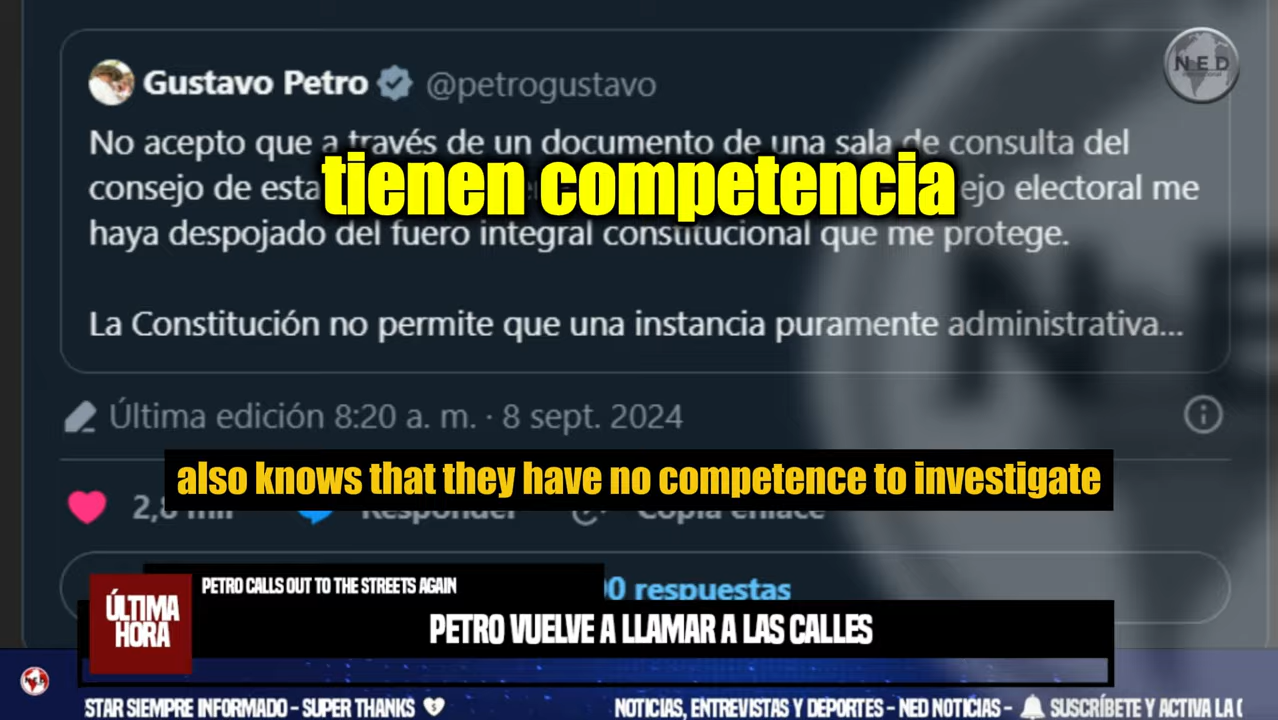 NED
Gustavo Petro @petrogustavo
No acepto que a través de un documento de una sala de consulta del
consejo de esta
tienen competencia
electoral me
haya despojado del fuero integral constitucional que me protege.
La Constitución no permite que una instancia puramente administrativa...
Última edición 8:20 a. m. · 8 sept. 2024
also knows that they have no competence to investigate
Responder
Copia enlace
respuestas
PETRO CALLS OUT TO THE STREETS AGAIN
ÚLTIMA
HORA
PETRO VUELVE A LLAMAR A LAS CALLES
STAR SIEMPRE INFORMADO - SUPER THANKS
NOTICIAS, ENTREVISTAS Y DEPORTES - NED NOTICIAS - SUSCRÍBETE Y ACTIVA LA